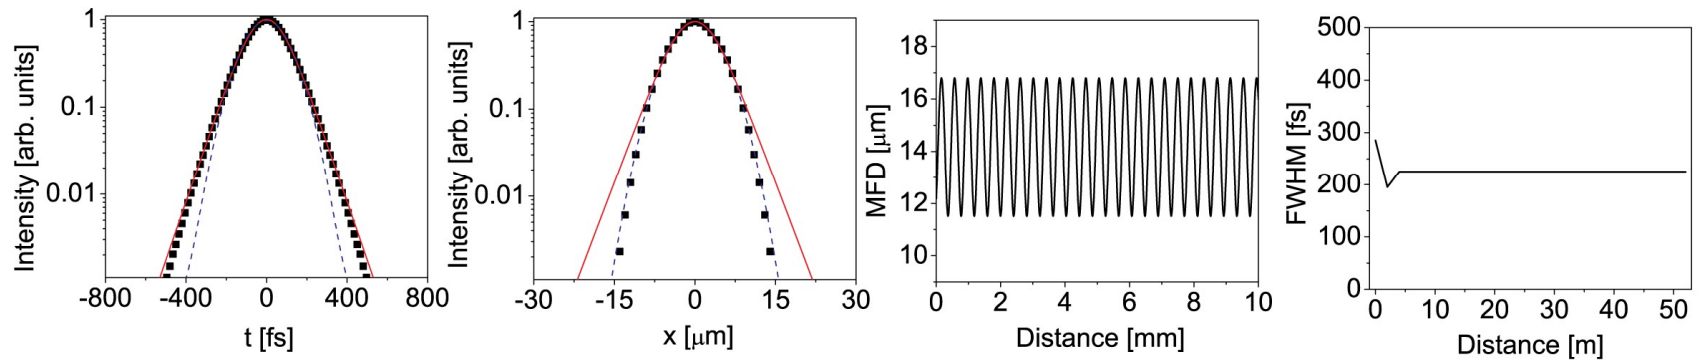 Intensity [arb. units]
1
0.1
0.01
-800 -400 0 400 800
t [fs]
Intensity [arb. units]
1
0.1
0.01
-30 -15 0 15 30
x [μm]
MFD [μm]
18
16
14
12
10
0 2 4 6 8 10
Distance [mm]
FWHM [fs]
500
400
300
200
100
0
0 10 20 30 40 50
Distance [m]